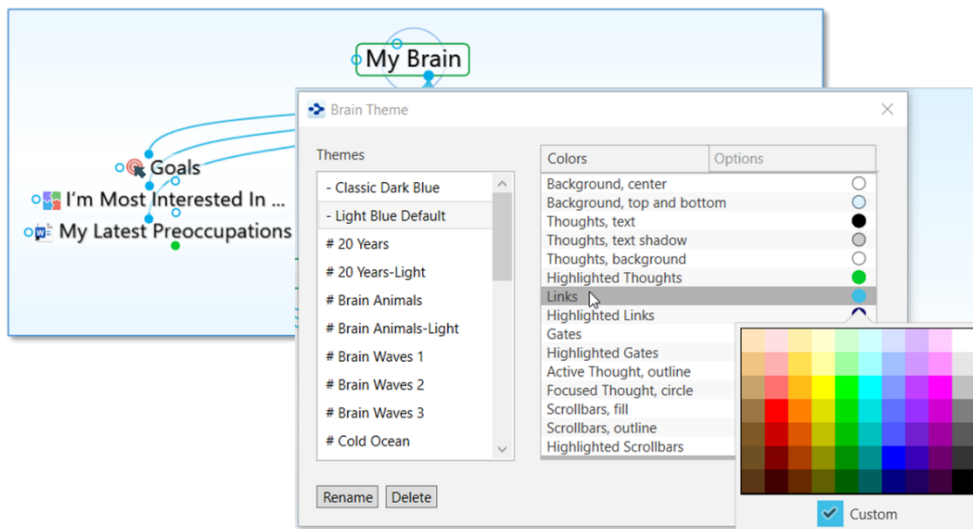 My Brain
Goals
I'm Most Interested In ...
My Latest Preoccupations
Brain Theme
Themes
- Classic Dark Blue
- Light Blue Default
# 20 Years
# 20 Years-Light
# Brain Animals
# Brain Animals-Light
# Brain Waves 1
# Brain Waves 2
# Brain Waves 3
# Cold Ocean
Rename Delete
Colors Options
Background, center
Background, top and bottom
Thoughts, text
Thoughts, text shadow
Thoughts, background
Highlighted Thoughts
Links
Highlighted Links
Gates
Highlighted Gates
Active Thought, outline
Focused Thought, circle
Scrollbars, fill
Scrollbars, outline
Highlighted Scrollbars
Custom